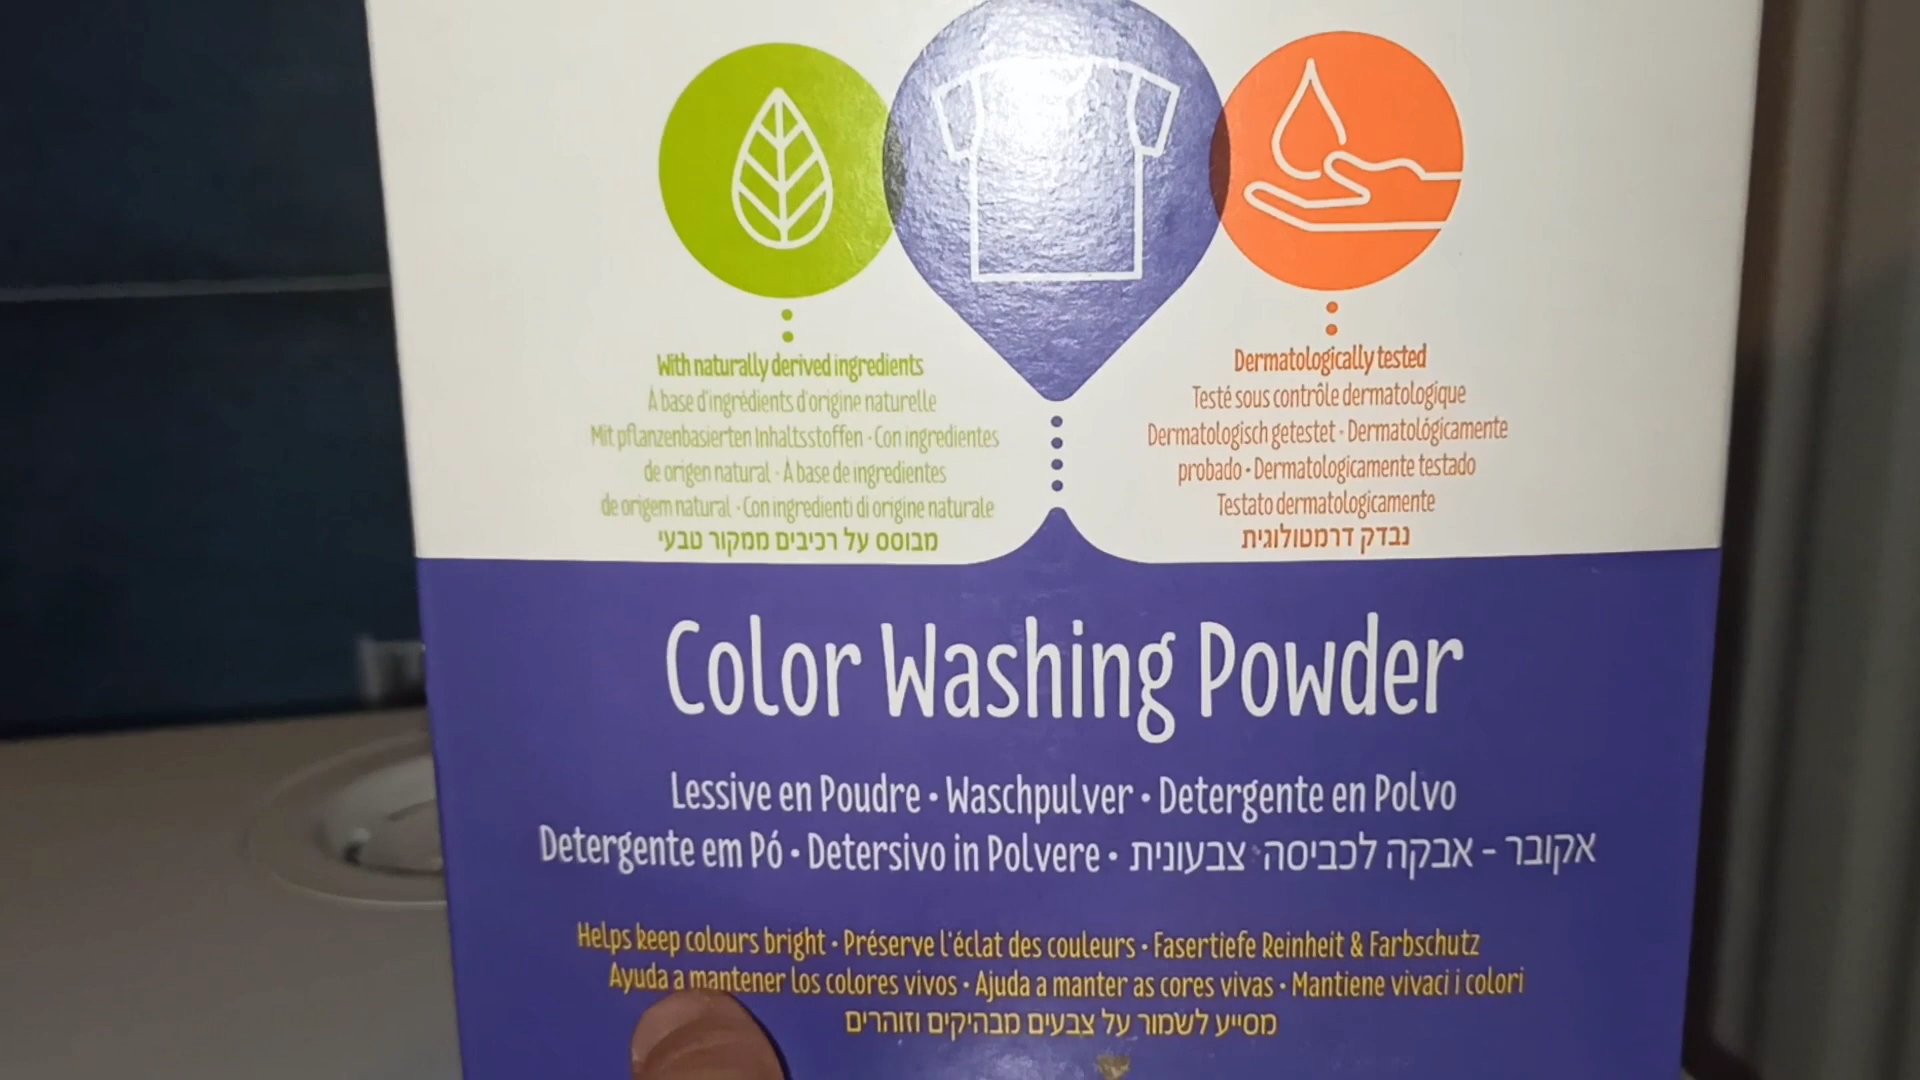 With naturally derived ingredients
À base d'ingrédients d'origine naturelle
Mit pflanzenbasierten Inhaltsstoffen · Con ingredientes
de origen natural · À base de ingredientes
de origem natural · Con ingredienti di origine naturale
מבוסס על רכיבים ממקור טבעי
Dermatologically tested
Testé sous contrôle dermatologique
Dermatologisch getestet · Dermatológicamente
probado · Dermatologicamente testado
Testato dermatologicamente
נבדק דרמטולוגית
Color Washing Powder
Lessive en Poudre · Waschpulver · Detergente en Polvo
Detergente em Pó · Detersivo in Polvere · אקובר - אבקה לכביסה צבעונית
Helps keep colours bright · Préserve l'éclat des couleurs · Fasertiefe Reinheit & Farbschutz
Ayuda a mantener los colores vivos · Ajuda a manter as cores vivas · Mantiene vivaci i colori
מסייע לשמור על צבעים מבהיקים וזוהרים